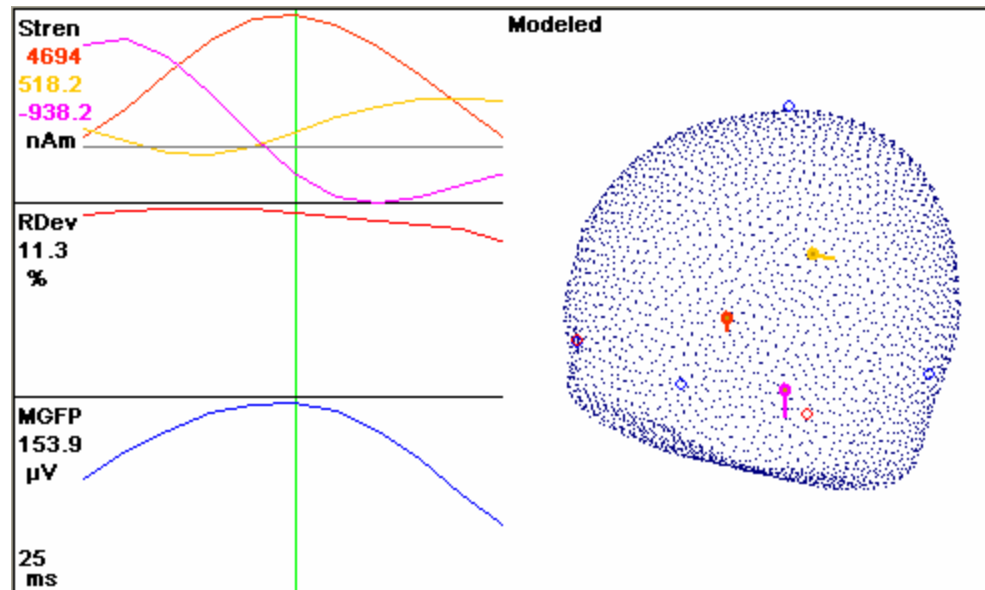 Stren
4694
518.2
-938.2
nAm
RDev
11.3
%
MGFP
153.9
µV
25
ms
Modeled